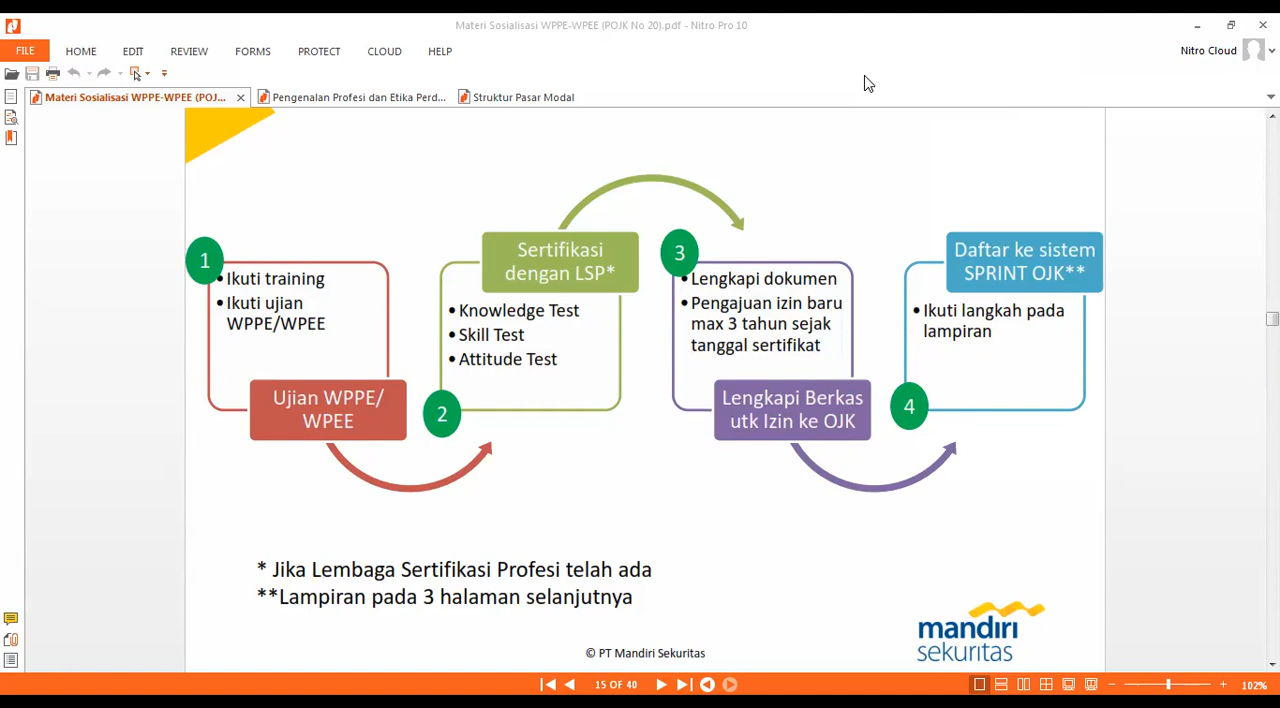 Materi Sosialisasi WPPE-WPEE (POJK No 20).pdf - Nitro Pro 10
FILE
HOME
EDIT
REVIEW
FORMS
PROTECT
CLOUD
HELP
Nitro Cloud
Materi Sosialisasi WPPE-WPEE (POJ...
Pengenalan Profesi dan Etika Perd...
Struktur Pasar Modal
1
• Ikuti training
• Ikuti ujian
WPPE/WPEE
Ujian WPPE/
WPEE
Sertifikasi
dengan LSP*
• Knowledge Test
• Skill Test
• Attitude Test
2
3
• Lengkapi dokumen
• Pengajuan izin baru
max 3 tahun sejak
tanggal sertifikat
Lengkapi Berkas
utk Izin ke OJK
Daftar ke sistem
SPRINT OJK**
• Ikuti langkah pada
lampiran
4
* Jika Lembaga Sertifikasi Profesi telah ada
**Lampiran pada 3 halaman selanjutnya
mandiri
sekuritas
© PT Mandiri Sekuritas
15 OF 40
102%